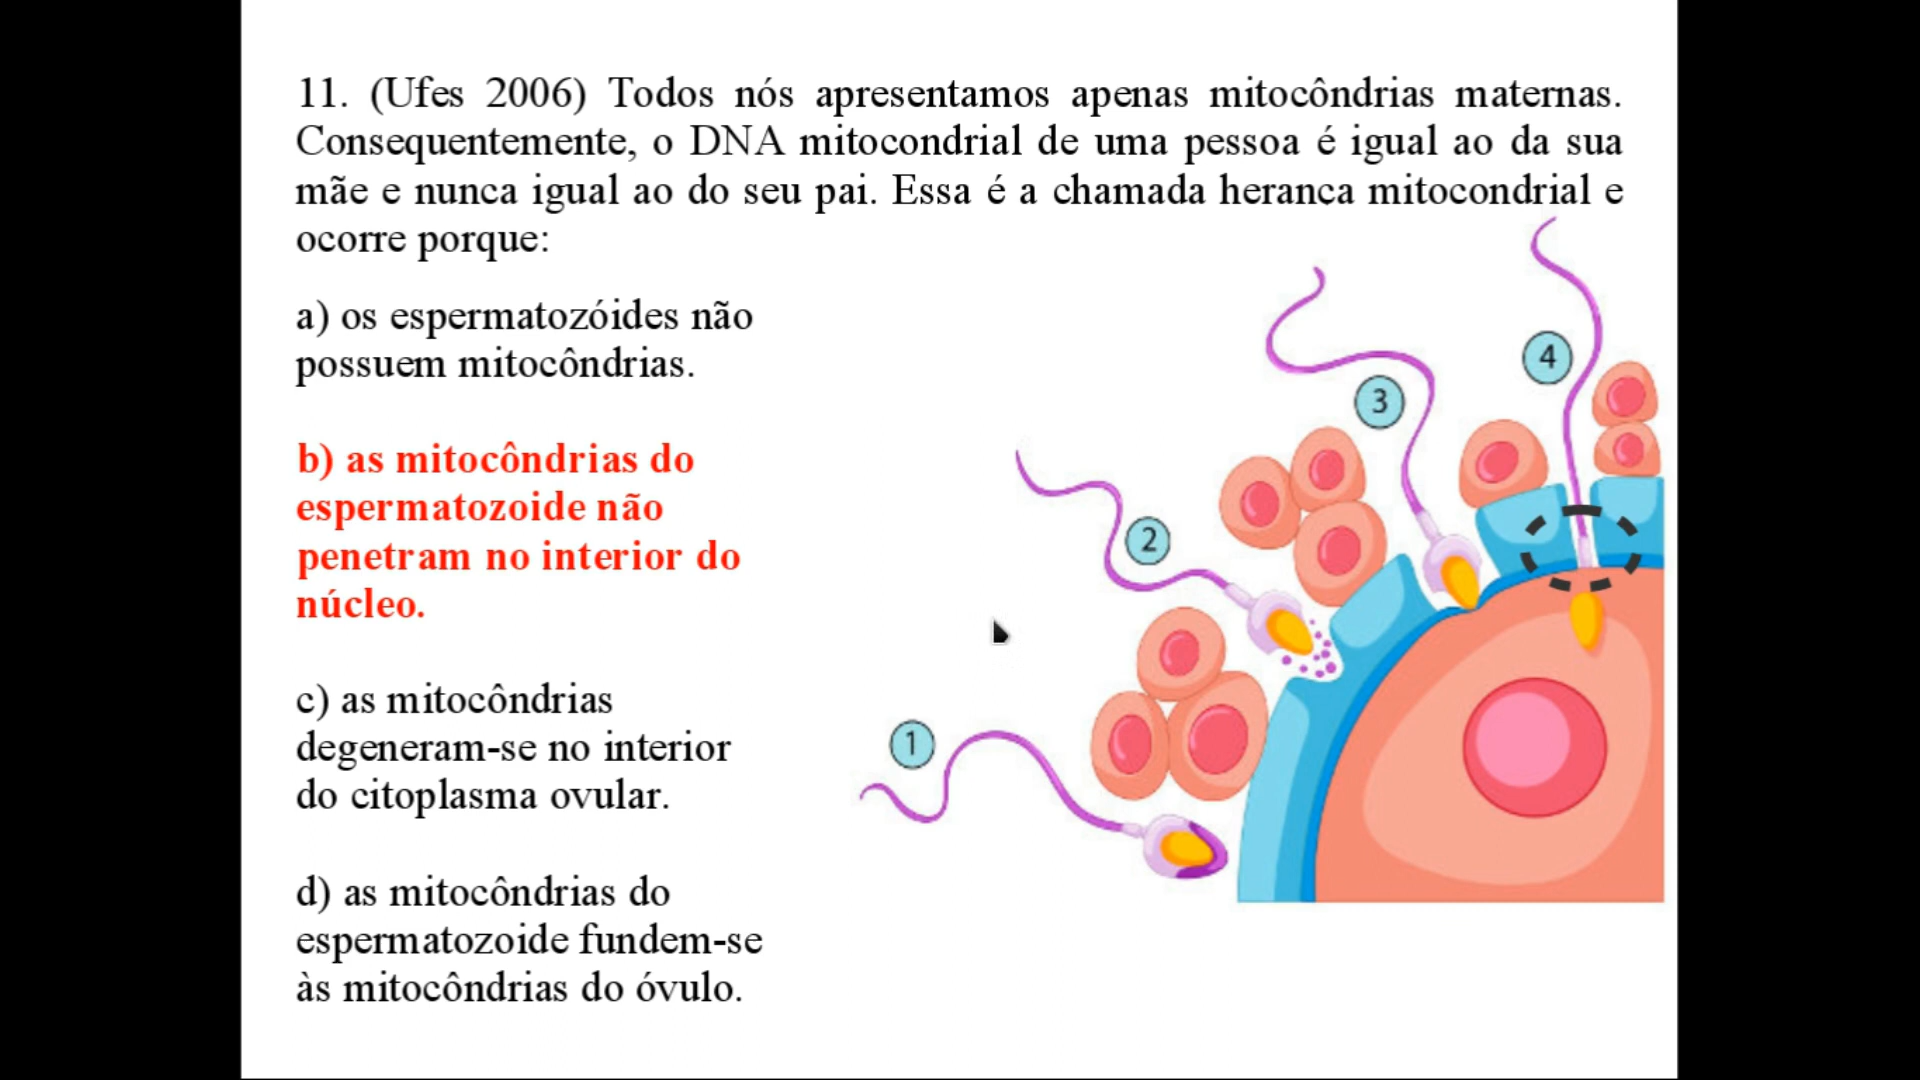 11. (Ufes 2006) Todos nós apresentamos apenas mitocôndrias maternas.
Consequentemente, o DNA mitocondrial de uma pessoa é igual ao da sua
mãe e nunca igual ao do seu pai. Essa é a chamada herança mitocondrial e
ocorre porque:
a) os espermatozóides não
possuem mitocôndrias.
b) as mitocôndrias do
espermatozoide não
penetram no interior do
núcleo.
c) as mitocôndrias
degeneram-se no interior
do citoplasma ovular.
d) as mitocôndrias do
espermatozoide fundem-se
às mitocôndrias do óvulo.
1
2
3
4